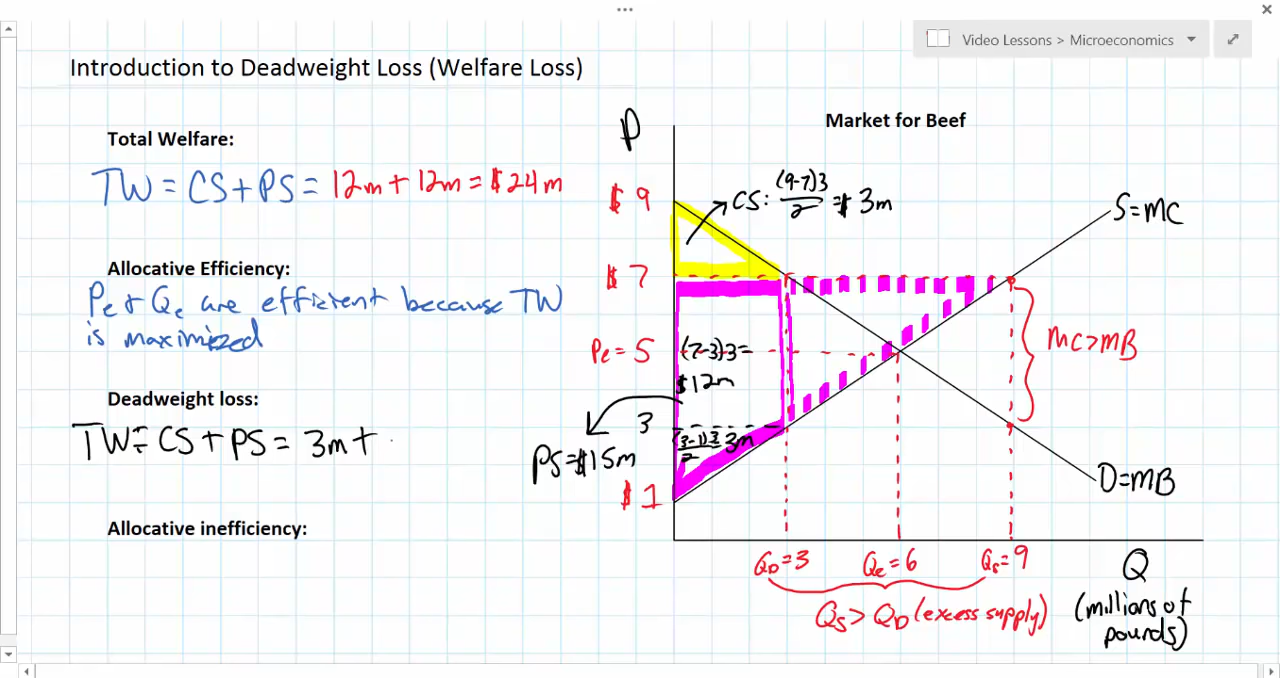 Video Lessons > Microeconomics
Introduction to Deadweight Loss (Welfare Loss)
Total Welfare:
TW = CS + PS = 12m + 12m = $24m
Allocative Efficiency:
Pe + Qe are efficient because TW
is maximized
Deadweight loss:
TW = CS + PS = 3m +
Allocative inefficiency:
Market for Beef
P
$9
CS: (9-7)3
2
= $3m
S=MC
$7
Pe = 5
(7-3)3=
$12m
MC>MB
3
(3-1)3
2
3m
PS=$15m
$1
D=MB
QD=3
Qe=6
Qs=9
Q
(millions of
pounds)
Qs > QD (excess supply)